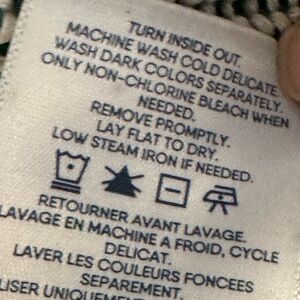 TURN INSIDE OUT.
MACHINE WASH COLD DELICATE.
WASH DARK COLORS SEPARATELY.
ONLY NON-CHLORINE BLEACH WHEN
NEEDED.
REMOVE PROMPTLY.
LAY FLAT TO DRY.
LOW STEAM IRON IF NEEDED.
RETOURNER AVANT LAVAGE.
LAVAGE EN MACHINE A FROID, CYCLE
DELICAT.
LAVER LES COULEURS FONCEES
SEPAREMENT.